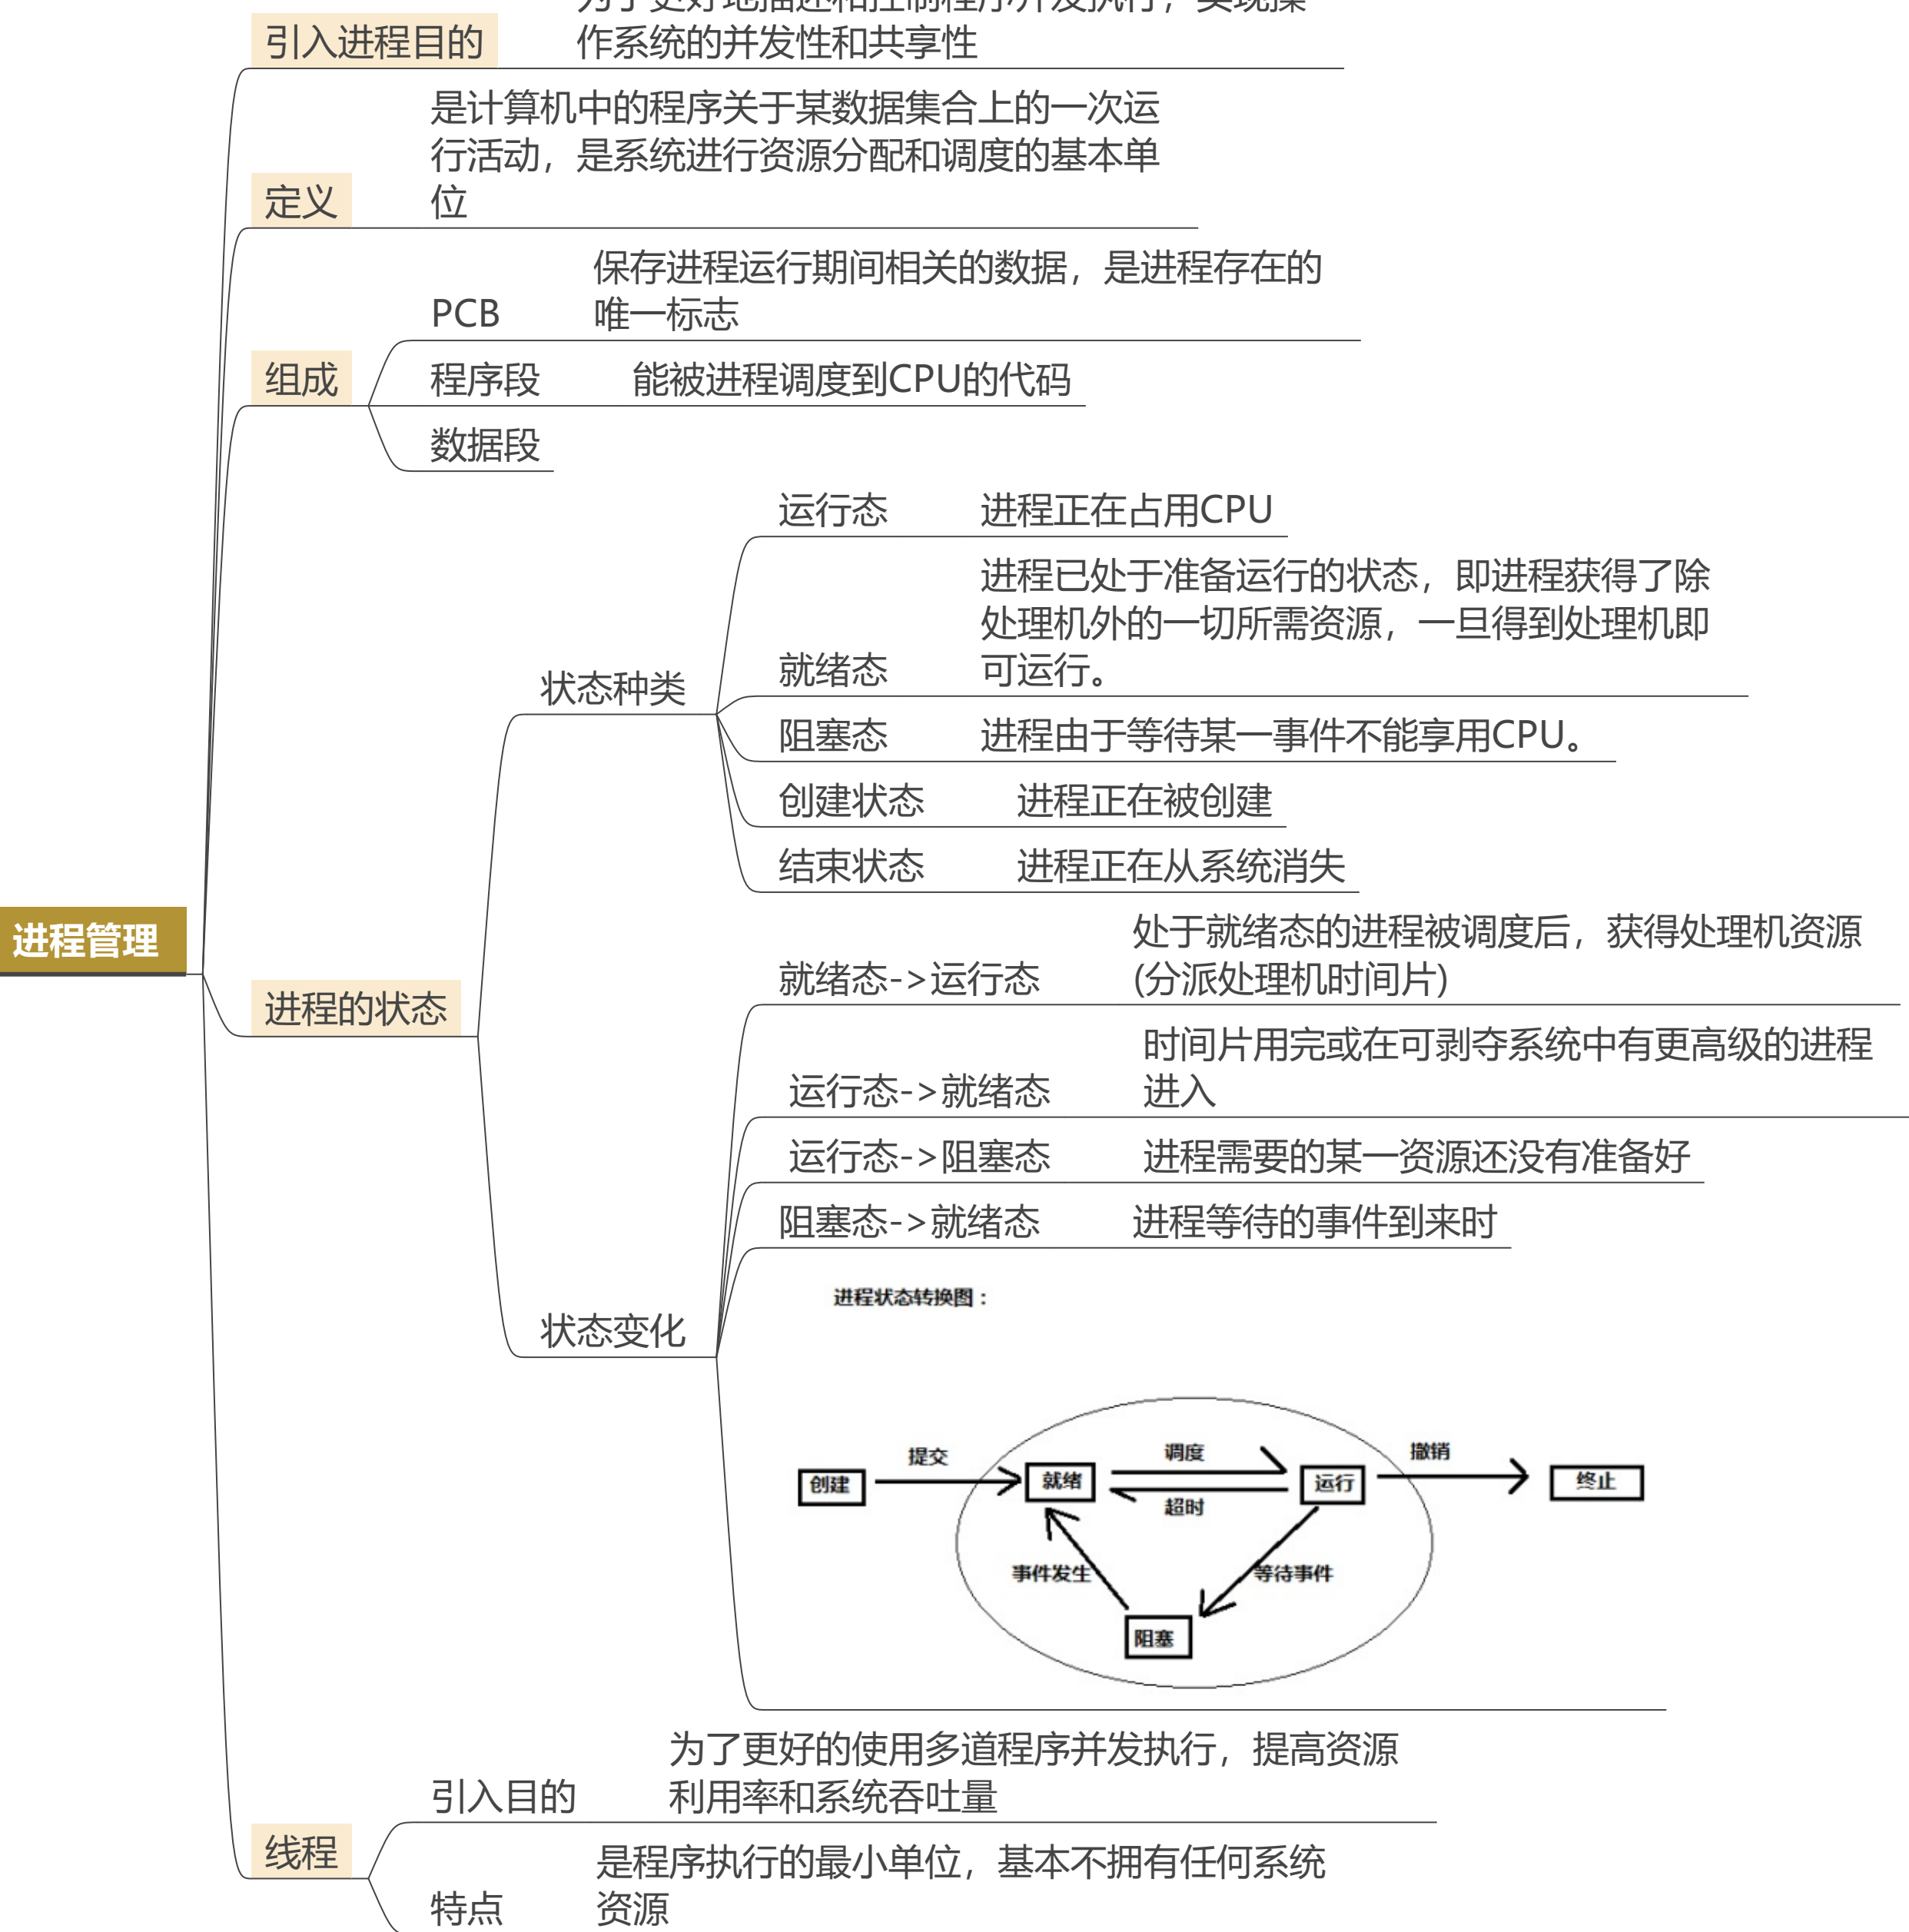 为了更好地描述和控制程序并发执行，实现操
引入进程目的
作系统的并发性和共享性
是计算机中的程序关于某数据集合上的一次运
行活动，是系统进行资源分配和调度的基本单
定义
位
保存进程运行期间相关的数据，是进程存在的
PCB
唯一标志
组成
程序段
能被进程调度到CPU的代码
数据段
运行态
进程正在占用CPU
进程已处于准备运行的状态，即进程获得了除
处理机外的一切所需资源，一旦得到处理机即
就绪态
可运行。
状态种类
阻塞态
进程由于等待某一事件不能享用CPU。
创建状态
进程正在被创建
结束状态
进程正在从系统消失
进程管理
进程的状态
处于就绪态的进程被调度后，获得处理机资源
就绪态->运行态
(分派处理机时间片)
时间片用完或在可剥夺系统中有更高级的进程
运行态->就绪态
进入
运行态->阻塞态
进程需要的某一资源还没有准备好
阻塞态->就绪态
进程等待的事件到来时
状态变化
进程状态转换图：
提交
调度
撤销
创建
就绪
运行
终止
超时
事件发生
等待事件
阻塞
为了更好的使用多道程序并发执行，提高资源
引入目的
利用率和系统吞吐量
线程
是程序执行的最小单位，基本不拥有任何系统
特点
资源